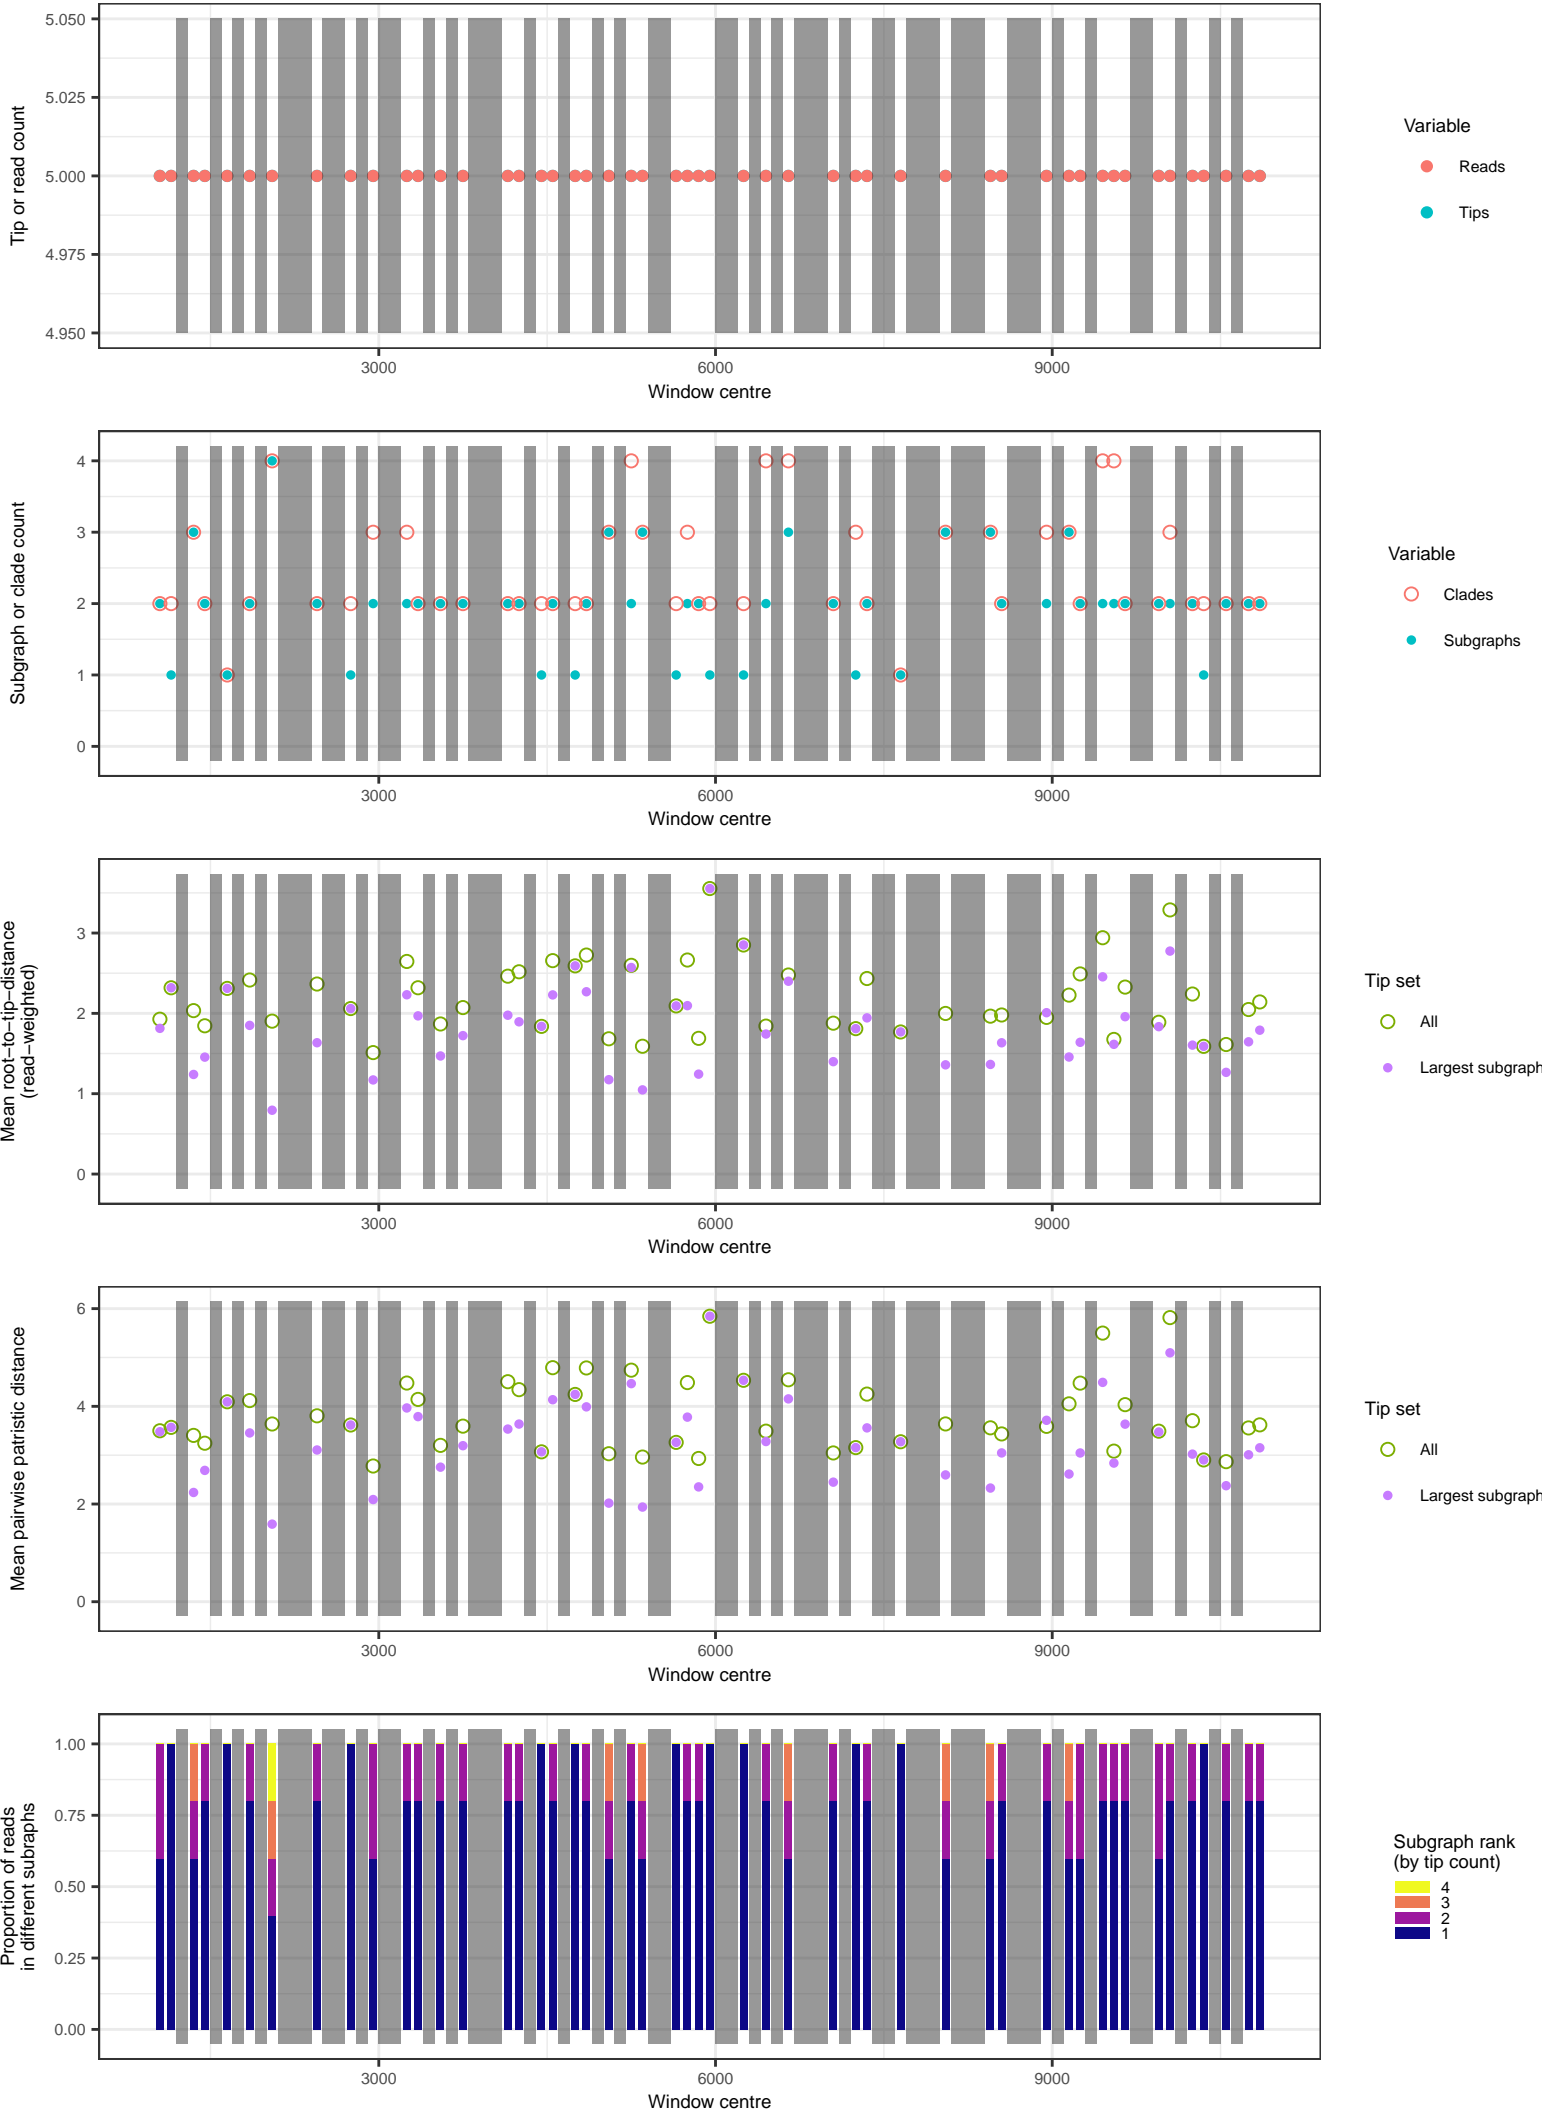 5.050
5.025
5.000
4.975
4.950
Tip or read count
3000
6000
9000
Window centre
Variable
Reads
Tips
4
3
2
1
0
Subgraph or clade count
3000
6000
9000
Window centre
Variable
Clades
Subgraphs
3
2
1
0
Mean root−to−tip−distance
(read−weighted)
3000
6000
9000
Window centre
Tip set
All
Largest subgraph
6
4
2
0
Mean pairwise patristic distance
3000
6000
9000
Window centre
Tip set
All
Largest subgraph
1.00
0.75
0.50
0.25
0.00
Proportion of reads
in different subraphs
3000
6000
9000
Window centre
Subgraph rank
(by tip count)
4
3
2
1